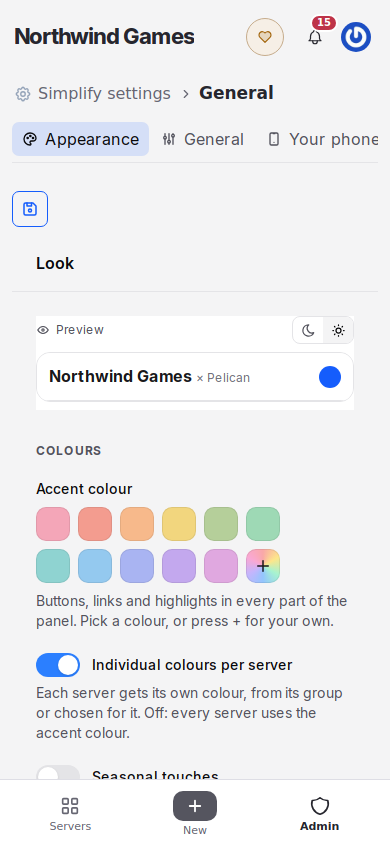 Northwind Games
15
Simplify settings › General
Appearance
General
Your phone
Look
Preview
Northwind Games × Pelican
COLOURS
Accent colour
Buttons, links and highlights in every part of the
panel. Pick a colour, or press + for your own.
Individual colours per server
Each server gets its own colour, from its group
or chosen for it. Off: every server uses the
accent colour.
Seasonal touches
Servers
New
Admin